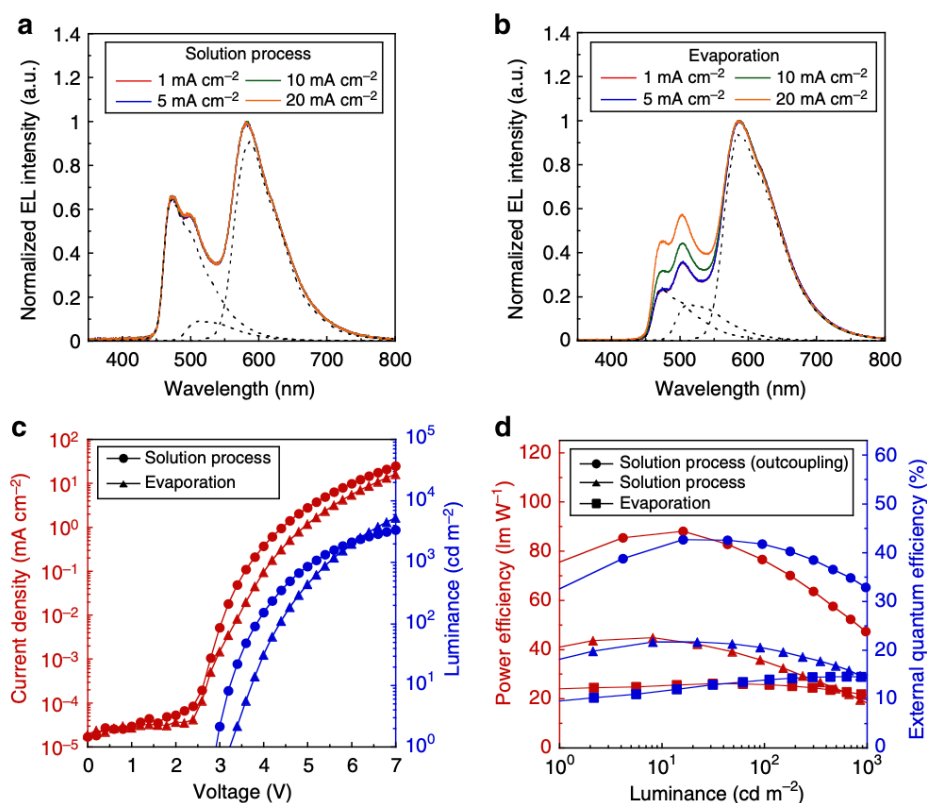 a
1.4
1.2
1
0.8
0.6
0.4
0.2
0
Normalized EL intensity (a.u.)
Solution process
1 mA cm⁻²
10 mA cm⁻²
5 mA cm⁻²
20 mA cm⁻²
400
500
600
700
800
Wavelength (nm)
b
1.4
1.2
1
0.8
0.6
0.4
0.2
0
Normalized EL intensity (a.u.)
Evaporation
1 mA cm⁻²
10 mA cm⁻²
5 mA cm⁻²
20 mA cm⁻²
400
500
600
700
800
Wavelength (nm)
c
10²
10¹
10⁰
10⁻¹
10⁻²
10⁻³
10⁻⁴
10⁻⁵
Current density (mA cm⁻²)
Solution process
Evaporation
10⁵
10⁴
10³
10²
10¹
10⁰
Luminance (cd m⁻²)
0
1
2
3
4
5
6
7
Voltage (V)
d
120
100
80
60
40
20
0
Power efficiency (lm W⁻¹)
Solution process (outcoupling)
Solution process
Evaporation
60
50
40
30
20
10
0
External quantum efficiency (%)
10⁰
10¹
10²
10³
Luminance (cd m⁻²)